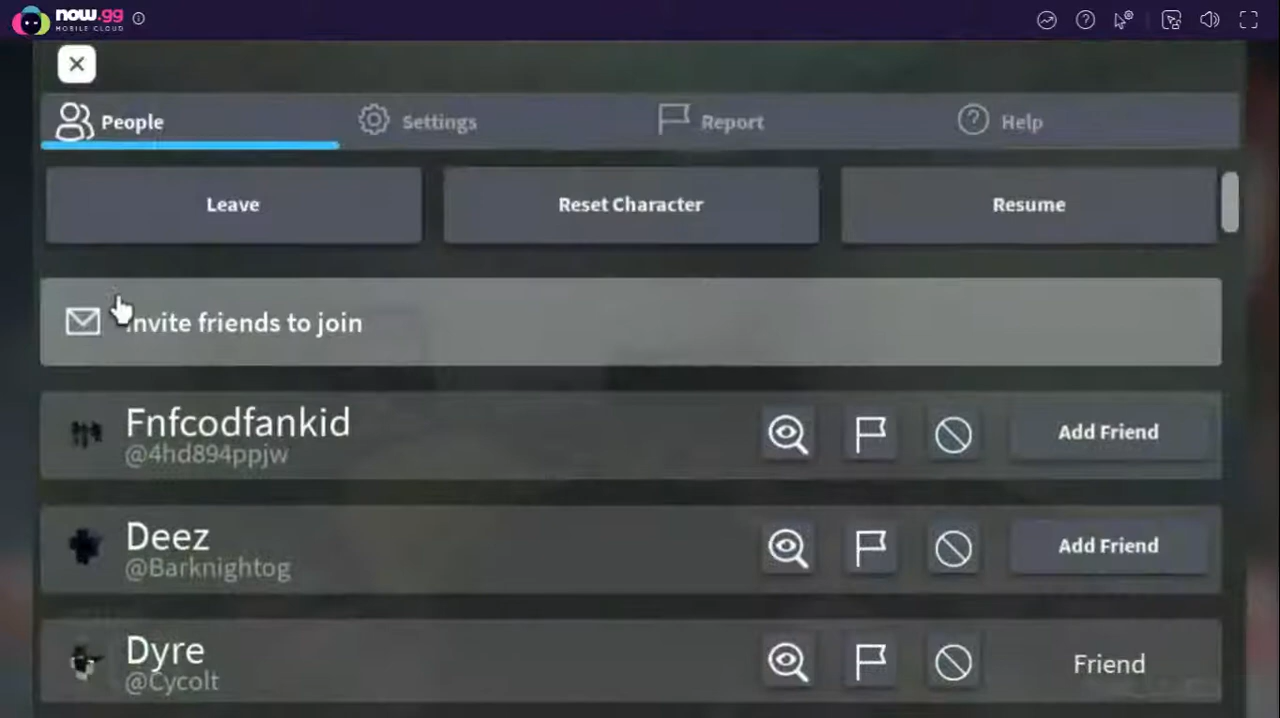 now.gg
MOBILE CLOUD
People
Settings
Report
Help
Leave
Reset Character
Resume
Invite friends to join
Fnfcodfankid
@4hd894ppjw
Add Friend
Deez
@Barknightog
Add Friend
Dyre
@Cycolt
Friend